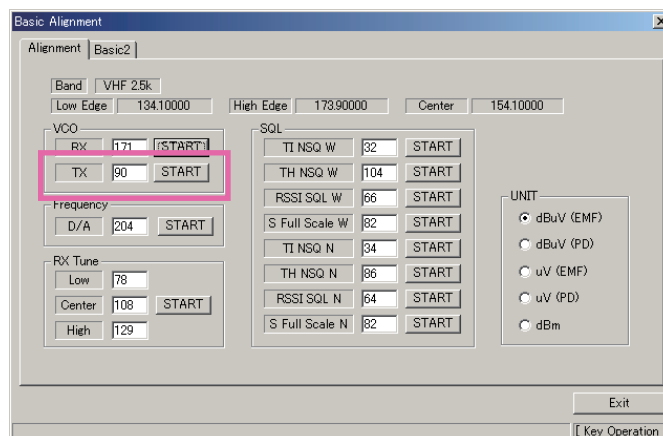 Basic Alignment
Alignment Basic2
Band VHF 2.5k
Low Edge 134.10000 High Edge 173.90000 Center 154.10000
VCO
RX 171 START
TX 90 START
Frequency
D/A 204 START
RX Tune
Low 78
Center 108 START
High 129
SQL
TI NSQ W 32 START
TH NSQ W 104 START
RSSI SQL W 66 START
S Full Scale W 82 START
TI NSQ N 34 START
TH NSQ N 86 START
RSSI SQL N 64 START
S Full Scale N 82 START
UNIT
dBuV (EMF)
dBuV (PD)
uV (EMF)
uV (PD)
dBm
Exit
[ Key Operation